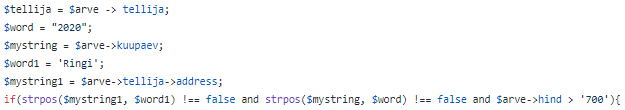 $tellija = $arve -> tellija;
$word = "2020";
$mystring = $arve->kuupaev;
$word1 = 'Ringi';
$mystring1 = $arve->tellija->address;
if(strpos($mystring1, $word1) !== false and strpos($mystring, $word) !== false and $arve->hind > '700'){